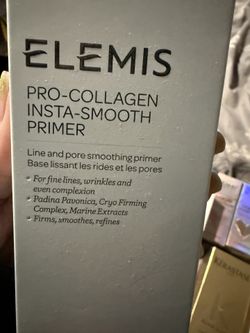 ELEMIS
PRO-COLLAGEN
INSTA-SMOOTH
PRIMER
Line and pore smoothing primer
Base lissant les rides et les pores
• For fine lines, wrinkles and
even complexion
• Padina Pavonica, Cryo Firming
Complex, Marine Extracts
• Firms, smoothes, refines
KÉRASTASE